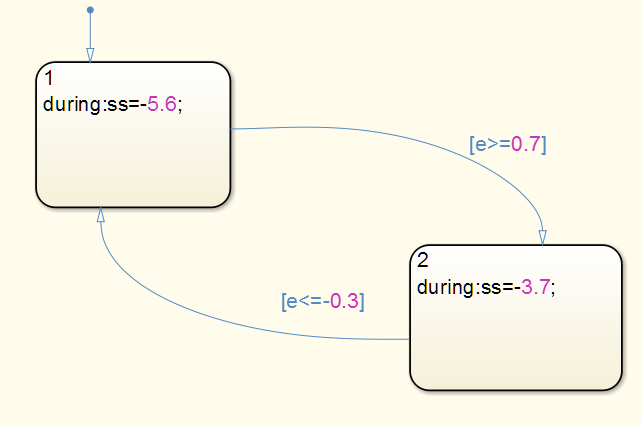 1
during:ss=-5.6;
[e>=0.7]
2
during:ss=-3.7;
[e<=-0.3]